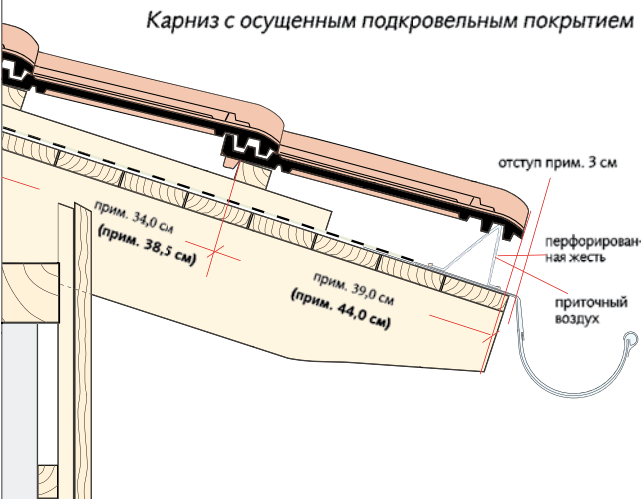 Карниз с осущенным подкровельным покрытием
отступ прим. 3 см
прим. 34,0 см
(прим. 38,5 см)
перфорирован-
ная жесть
прим. 39,0 см
(прим. 44,0 см)
приточный
воздух